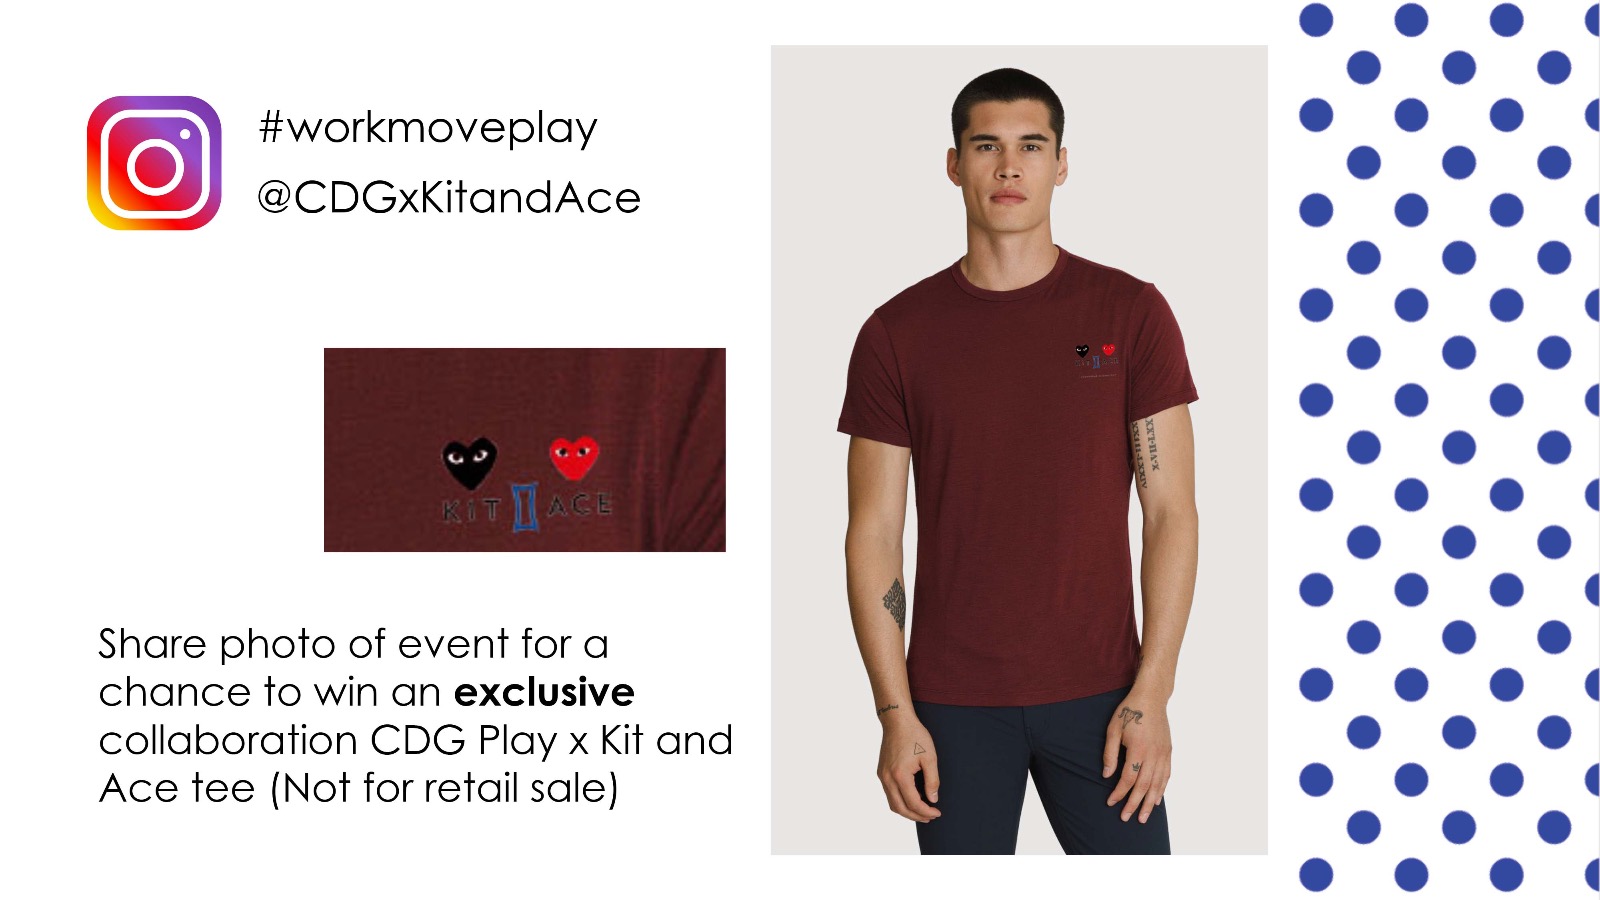 #workmoveplay
@CDGxKitandAce
KiT ACE
Share photo of event for a
chance to win an exclusive
collaboration CDG Play x Kit and
Ace tee (Not for retail sale)